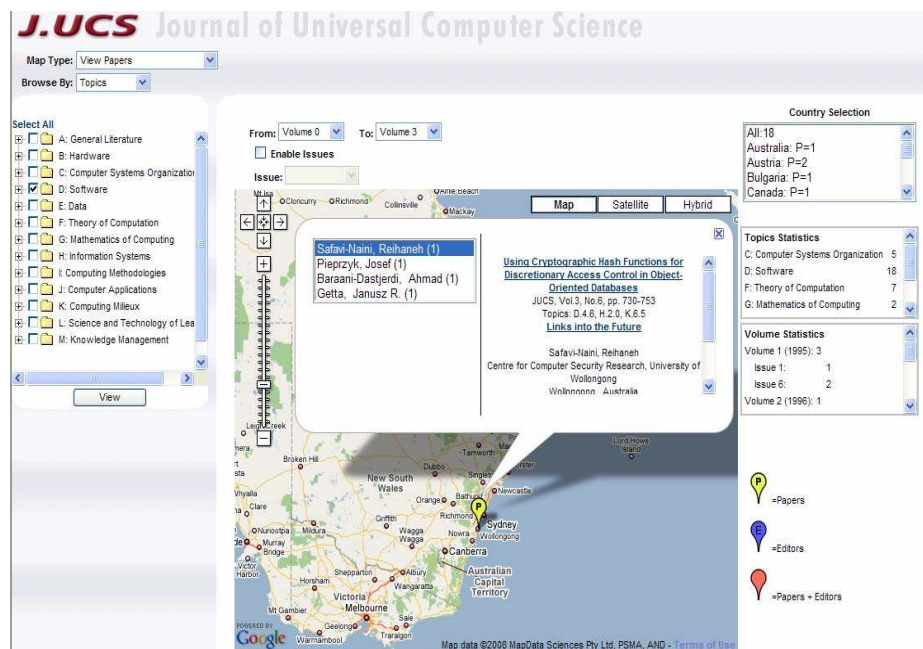 J.UCS Journal of Universal Computer Science
Map Type: View Papers
Browse By: Topics
Select All
A: General Literature
B: Hardware
C: Computer Systems Organization
D: Software
E: Data
F: Theory of Computation
G: Mathematics of Computing
H: Information Systems
I: Computing Methodologies
J: Computer Applications
K: Computing Milieux
L: Science and Technology of Lea
M: Knowledge Management
View
From: Volume 0 To: Volume 3
Enable Issues
Issue:
Cloncurry Richmond Collinsville
Mackay
Map Satellite Hybrid
Safavi-Naini, Reihaneh (1)
Pieprzyk, Josef (1)
Baraani-Dastjerdi, Ahmad (1)
Getta, Janusz R. (1)
Using Cryptographic Hash Functions for
Discretionary Access Control in Object-
Oriented Databases
JUCS, Vol.3, No.6, pp. 730-753
Topics: D.4.6, H.2.0, K.6.5
Links into the Future
Safavi-Naini, Reihaneh
Centre for Computer Security Research, University of
Wollongong
Wollongong, Australia
Broken Hill
Dubbo
Tamworth
Lord Howe
Island
New South
Wales
Orange
Bathurst
Newcastle
Clare
Griffith
Richmond
P
Sydney
Nuriootpa
Mildura
Wagga
Wagga
Nowra
Wollongong
Murray
Bridge
Canberra
Victor
Harbor
Horsham
Shepparton
Albury
Wangaratta
Australian
Capital
Territory
Victoria
Mt Gambier
Melbourne
Geelong
Sale
Warrnambool
Traralgon
POWERED BY
Google
Map data ©2008 MapData Sciences Pty Ltd, PSMA, AND - Terms of Use
Country Selection
All:18
Australia: P=1
Austria: P=2
Bulgaria: P=1
Canada: P=1
Topics Statistics
C: Computer Systems Organization 5
D: Software 18
F: Theory of Computation 7
G: Mathematics of Computing 2
Volume Statistics
Volume 1 (1995): 3
Issue 1: 1
Issue 6: 2
Volume 2 (1996): 1
P =Papers
E =Editors
=Papers + Editors